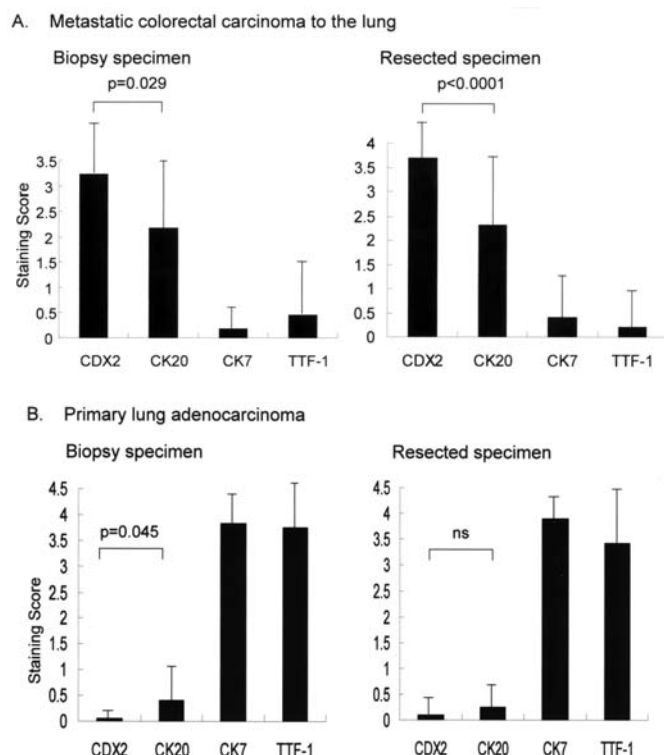 A. Metastatic colorectal carcinoma to the lung
Biopsy specimen
p=0.029
Staining Score
3.5
3
2.5
2
1.5
1
0.5
0
CDX2 CK20 CK7 TTF-1
Resected specimen
p<0.0001
4
3.5
3
2.5
2
1.5
1
0.5
0
CDX2 CK20 CK7 TTF-1
B. Primary lung adenocarcinoma
Biopsy specimen
p=0.045
Staining Score
4.5
4
3.5
3
2.5
2
1.5
1
0.5
0
CDX2 CK20 CK7 TTF-1
Resected specimen
ns
4.5
4
3.5
3
2.5
2
1.5
1
0.5
0
CDX2 CK20 CK7 TTF-1